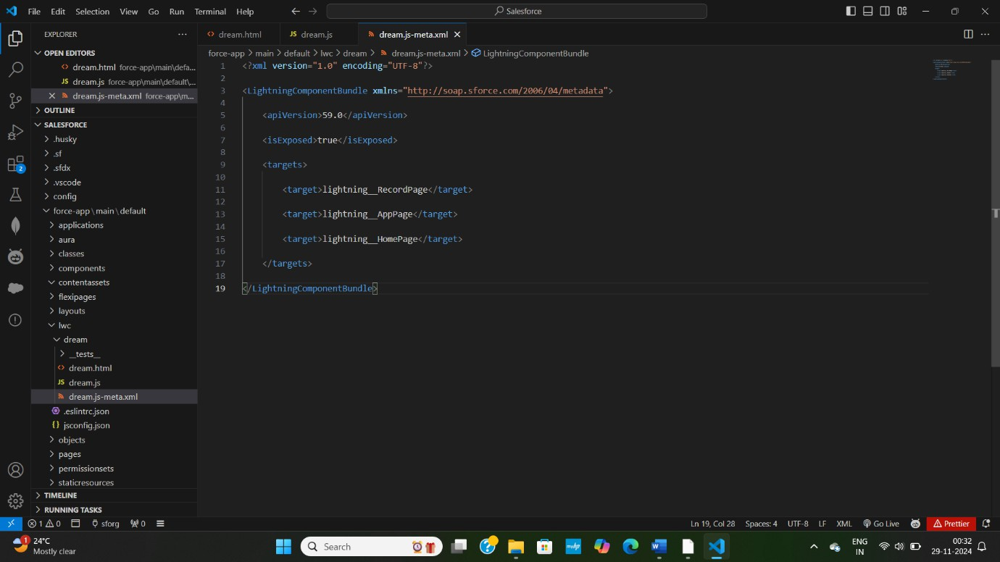 File Edit Selection View Go Run Terminal Help
Salesforce
EXPLORER
OPEN EDITORS
dream.html force-app\main\defa...
dream.js force-app\main\default\...
dream.js-meta.xml force-app\m...
OUTLINE
SALESFORCE
.husky
.sf
.sfdx
.vscode
config
force-app\main\default
applications
aura
classes
components
contentassets
flexipages
layouts
lwc
dream
__tests__
dream.html
dream.js
dream.js-meta.xml
.eslintrc.json
jsconfig.json
objects
pages
permissionsets
staticresources
TIMELINE
RUNNING TASKS
2
dream.html
JS dream.js
dream.js-meta.xml
force-app > main > default > lwc > dream > dream.js-meta.xml > LightningComponentBundle
1 <?xml version="1.0" encoding="UTF-8"?>
2
3 <LightningComponentBundle xmlns="http://soap.sforce.com/2006/04/metadata">
4
5 <apiVersion>59.0</apiVersion>
6
7 <isExposed>true</isExposed>
8
9 <targets>
10
11 <target>lightning__RecordPage</target>
12
13 <target>lightning__AppPage</target>
14
15 <target>lightning__HomePage</target>
16
17 </targets>
18
19 </LightningComponentBundle>
1 0 sforg 0
Ln 19, Col 28 Spaces: 4 UTF-8 LF XML Go Live Prettier
1
24°C
Mostly clear
Search
myhp
ENG
IN
00:32
29-11-2024